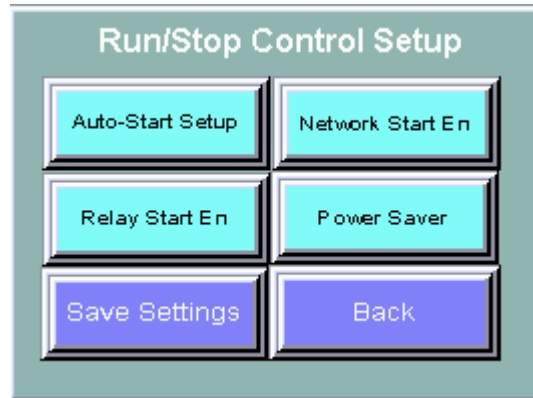 Run/Stop Control Setup
Auto-Start Setup
Network Start En
Relay Start En
Power Saver
Save Settings
Back